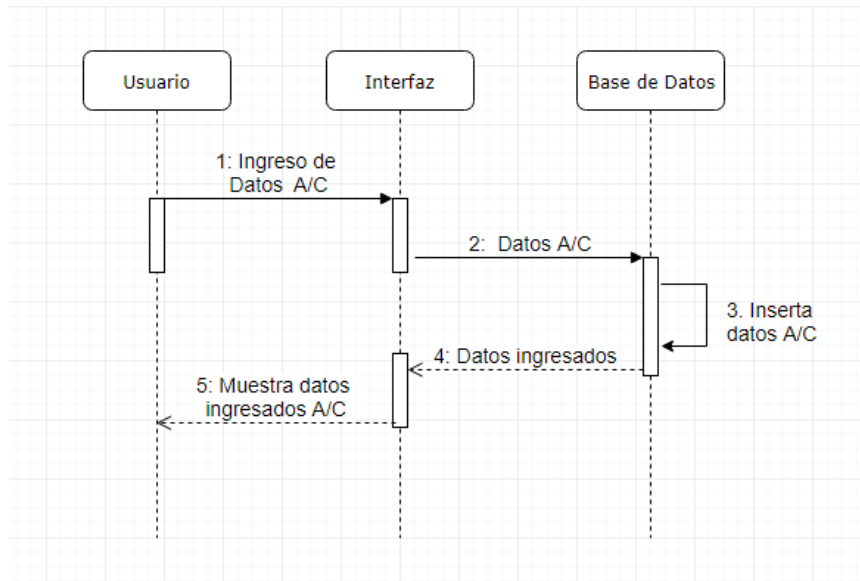 Usuario
Interfaz
Base de Datos
1: Ingreso de
Datos A/C
2: Datos A/C
3. Inserta
datos A/C
4: Datos ingresados
5: Muestra datos
ingresados A/C